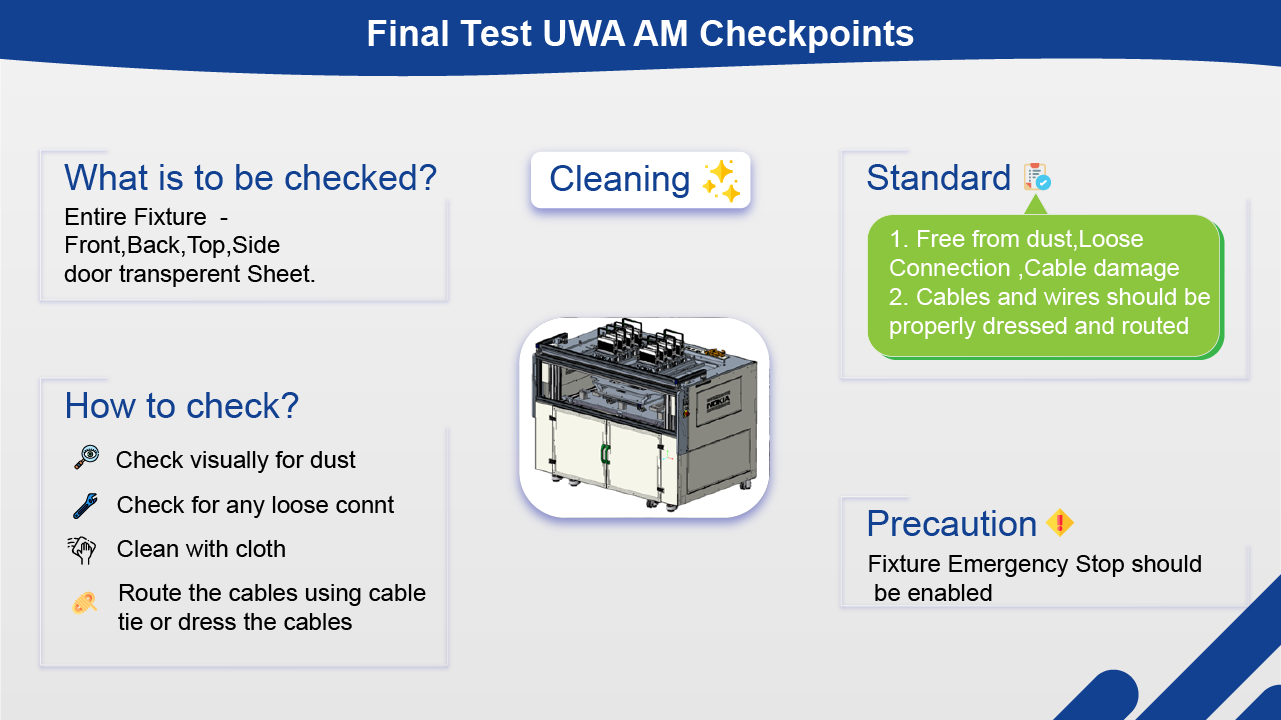 Final Test UWA AM Checkpoints
What is to be checked?
Entire Fixture -
Front,Back,Top,Side
door transperent Sheet.
Cleaning
Standard
1. Free from dust,Loose
Connection ,Cable damage
2. Cables and wires should be
properly dressed and routed
NOKIA
How to check?
Check visually for dust
Check for any loose connt
Clean with cloth
Route the cables using cable
tie or dress the cables
Precaution
Fixture Emergency Stop should
be enabled